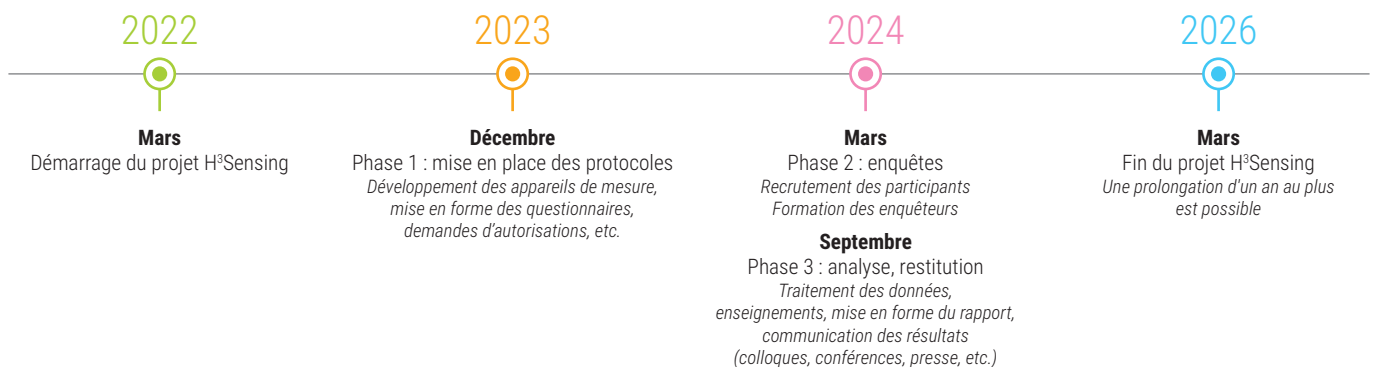 2022
Mars
Démarrage du projet H³Sensing
2023
Décembre
Phase 1 : mise en place des protocoles
Développement des appareils de mesure,
mise en forme des questionnaires,
demandes d'autorisations, etc.
2024
Mars
Phase 2 : enquêtes
Recrutement des participants
Formation des enquêteurs
Septembre
Phase 3 : analyse, restitution
Traitement des données,
enseignements, mise en forme du rapport,
communication des résultats
(colloques, conférences, presse, etc.)
2026
Mars
Fin du projet H³Sensing
Une prolongation d'un an au plus
est possible